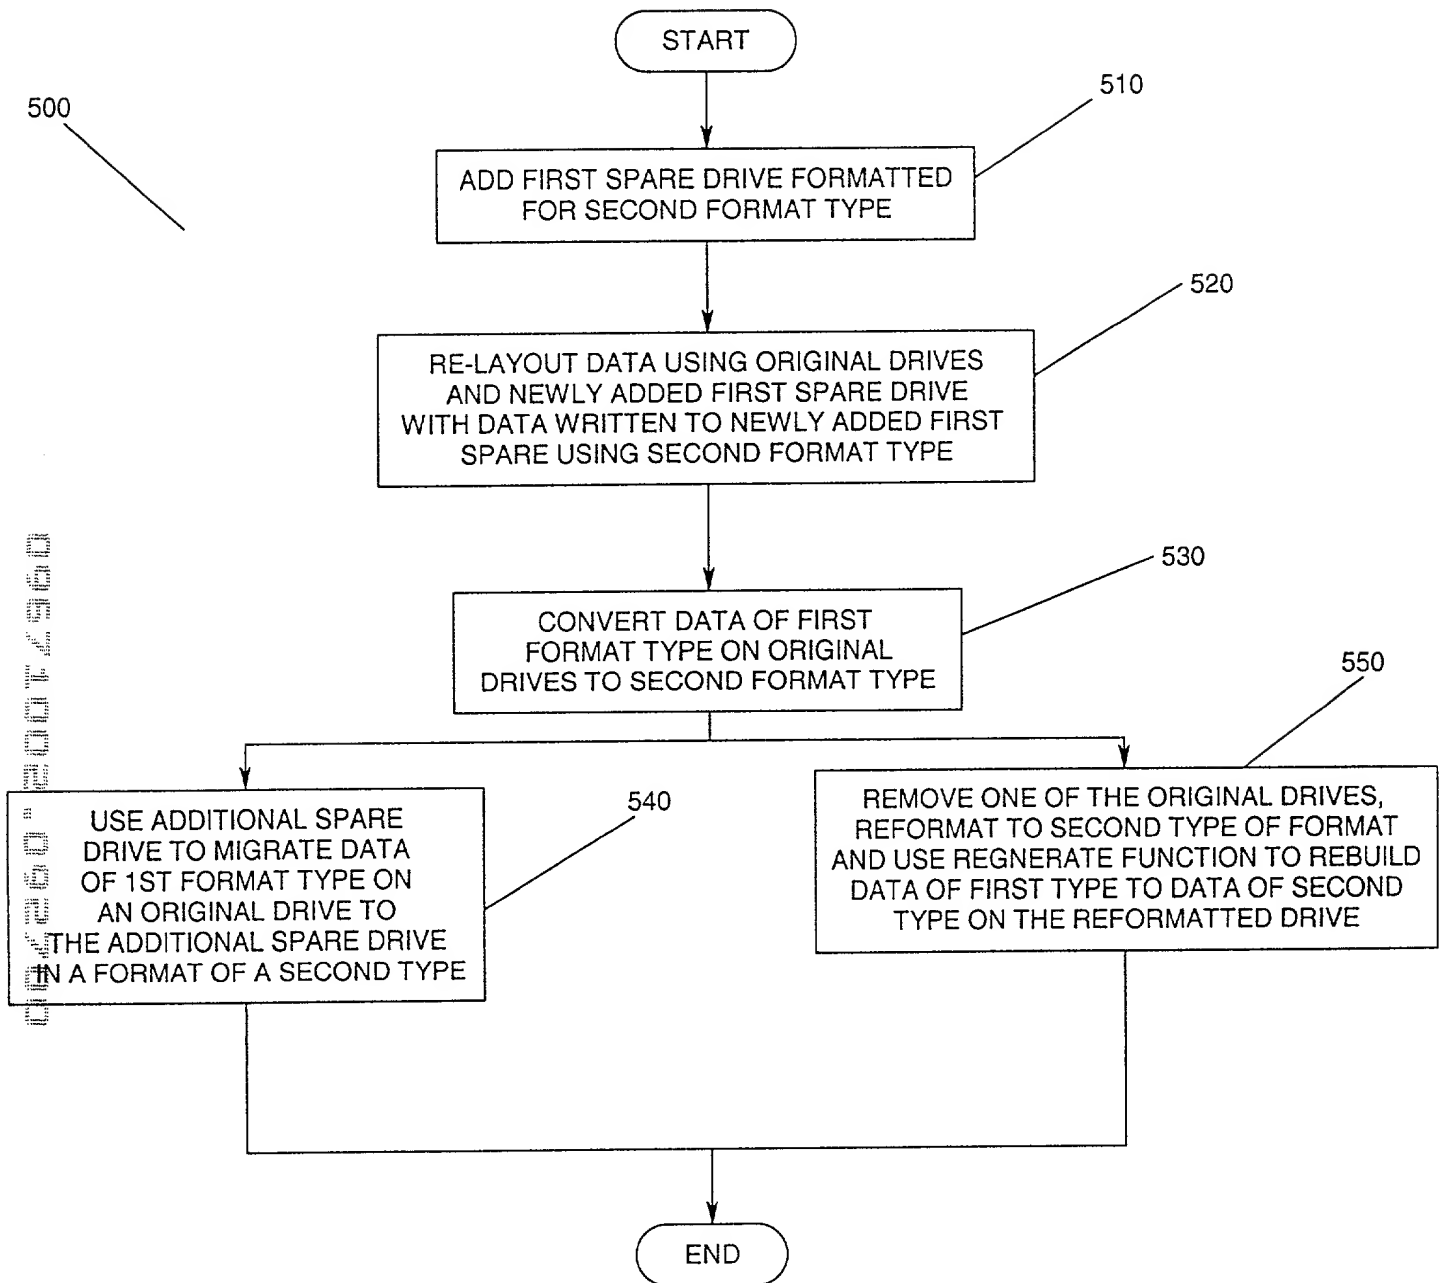 START
500
510
ADD FIRST SPARE DRIVE FORMATTED
FOR SECOND FORMAT TYPE
520
RE-LAYOUT DATA USING ORIGINAL DRIVES
AND NEWLY ADDED FIRST SPARE DRIVE
WITH DATA WRITTEN TO NEWLY ADDED FIRST
SPARE USING SECOND FORMAT TYPE
530
CONVERT DATA OF FIRST
FORMAT TYPE ON ORIGINAL
DRIVES TO SECOND FORMAT TYPE
540
USE ADDITIONAL SPARE
DRIVE TO MIGRATE DATA
OF 1ST FORMAT TYPE ON
AN ORIGINAL DRIVE TO
THE ADDITIONAL SPARE DRIVE
IN A FORMAT OF A SECOND TYPE
550
REMOVE ONE OF THE ORIGINAL DRIVES,
REFORMAT TO SECOND TYPE OF FORMAT
AND USE REGNERATE FUNCTION TO REBUILD
DATA OF FIRST TYPE TO DATA OF SECOND
TYPE ON THE REFORMATTED DRIVE
END
09671002.092700